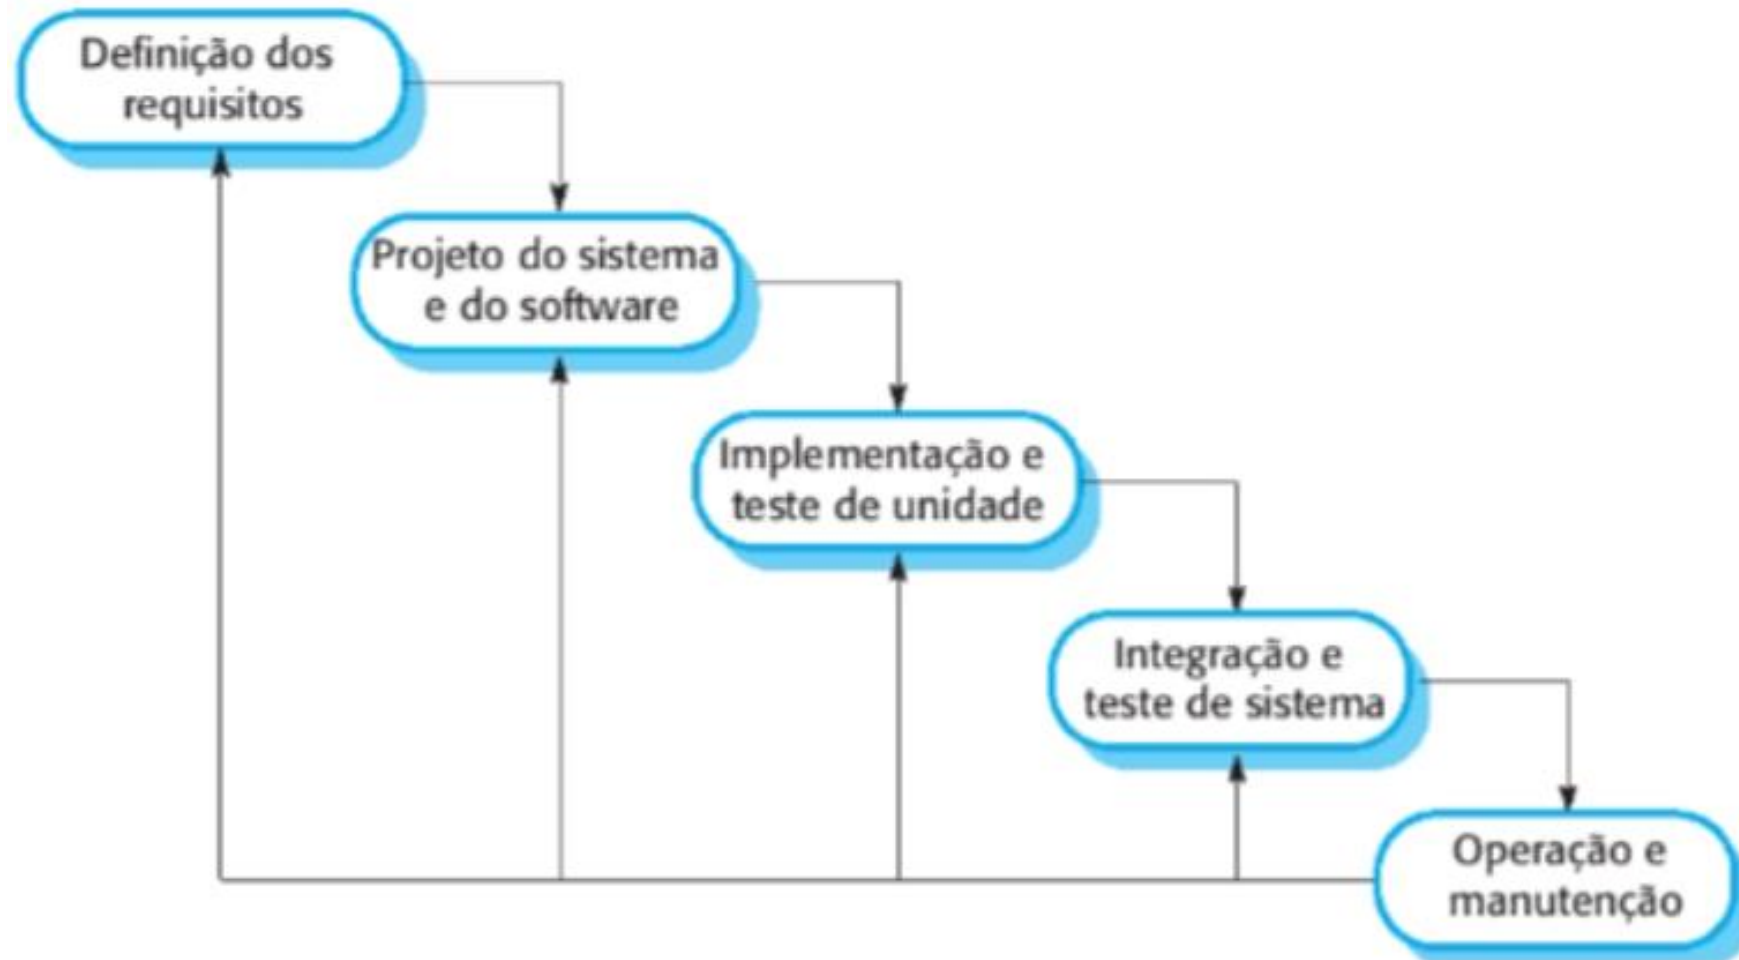 Definição dos
requisitos
Projeto do sistema
e do software
Implementação e
teste de unidade
Integração e
teste de sistema
Operação e
manutenção